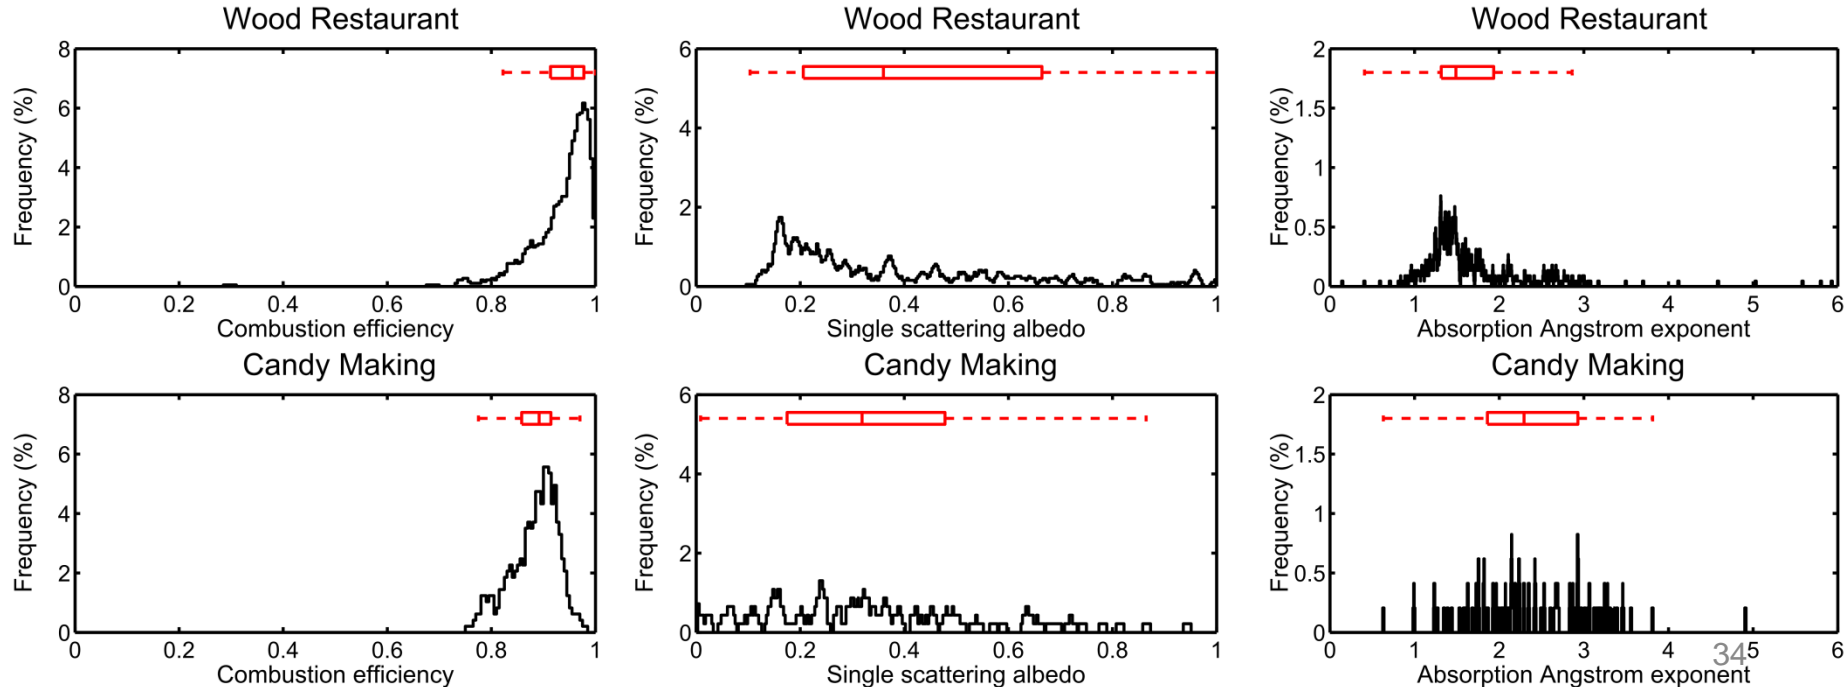 Wood Restaurant
Frequency (%)
8
6
4
2
0
0 0.2 0.4 0.6 0.8 1
Combustion efficiency
Wood Restaurant
Frequency (%)
6
4
2
0
0 0.2 0.4 0.6 0.8 1
Single scattering albedo
Wood Restaurant
Frequency (%)
2
1.5
1
0.5
0
0 1 2 3 4 5 6
Absorption Angstrom exponent
Candy Making
Frequency (%)
8
6
4
2
0
0 0.2 0.4 0.6 0.8 1
Combustion efficiency
Candy Making
Frequency (%)
6
4
2
0
0 0.2 0.4 0.6 0.8 1
Single scattering albedo
Candy Making
Frequency (%)
2
1.5
1
0.5
0
0 1 2 3 4 5 6
Absorption Angstrom exponent
34